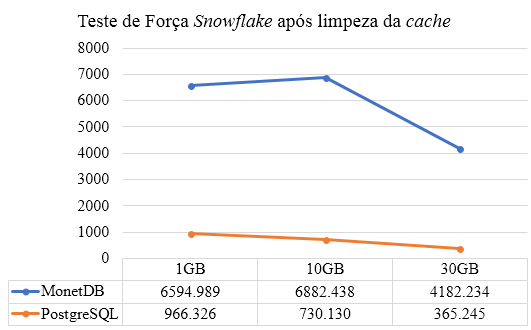 Teste de Força Snowflake após limpeza da cache
8000
7000
6000
5000
4000
3000
2000
1000
0
1GB 10GB 30GB
MonetDB 6594.989 6882.438 4182.234
PostgreSQL 966.326 730.130 365.245